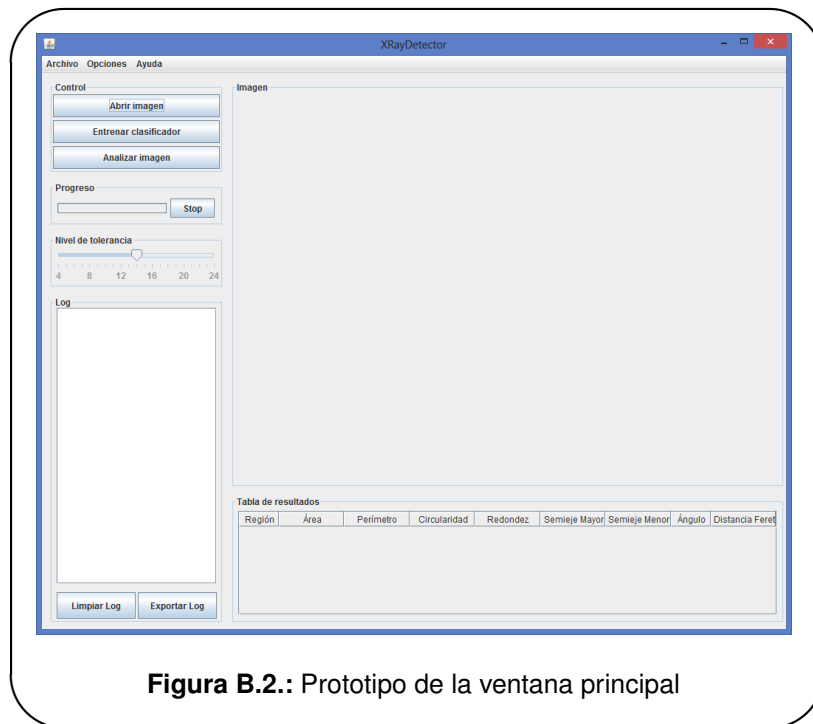 XRayDetector
Archivo Opciones Ayuda
Control
Abrir imagen
Entrenar clasificador
Analizar imagen
Progreso
Stop
Nivel de tolerancia
4 8 12 16 20 24
Log
Limpiar Log Exportar Log
Imagen
Tabla de resultados
Región Área Perímetro Circularidad Redondez Semieje Mayor Semieje Menor Ángulo Distancia Feret
Figura B.2.: Prototipo de la ventana principal